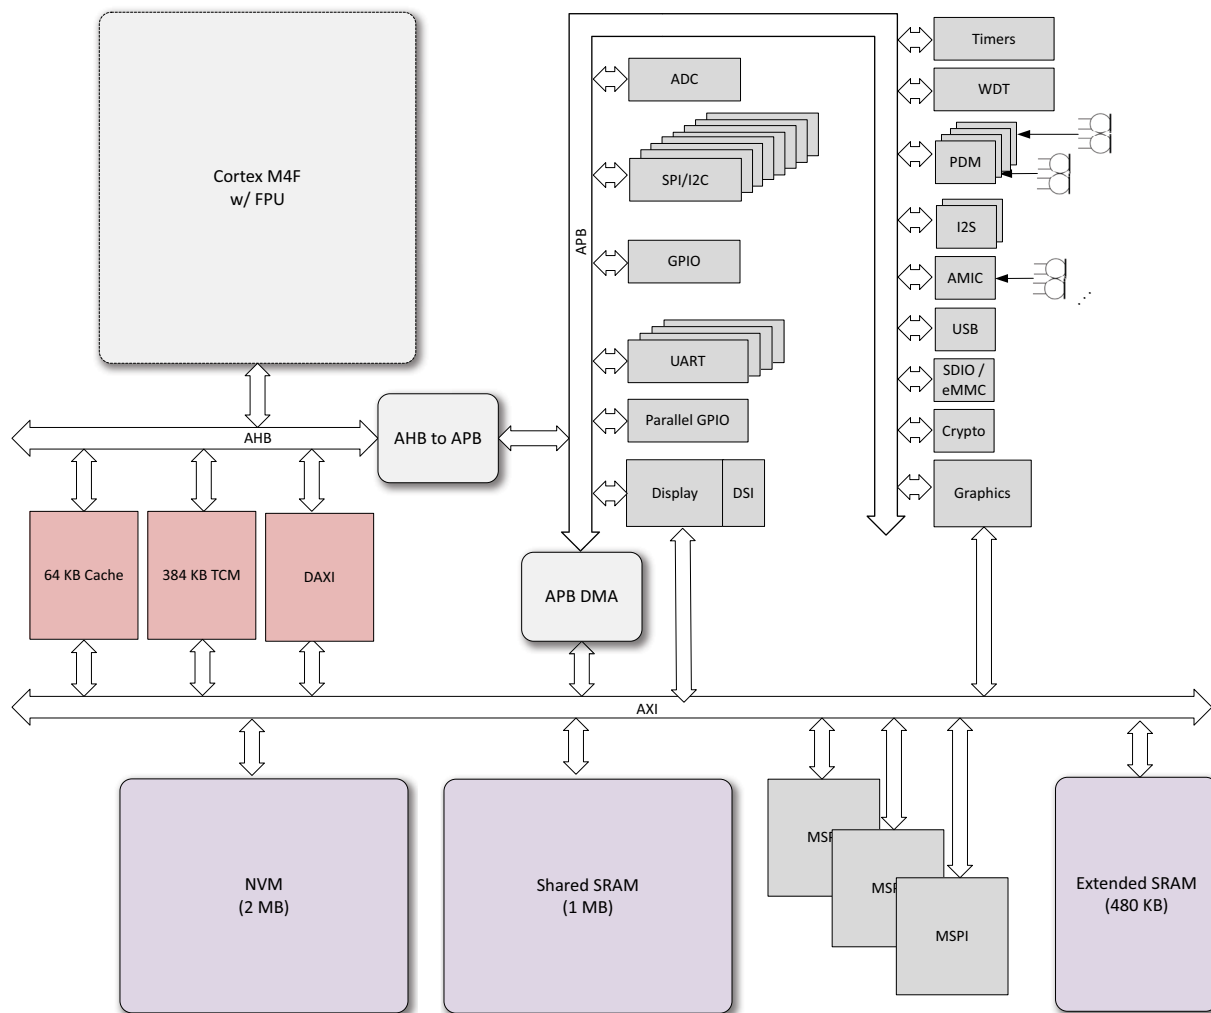 Cortex M4F
w/ FPU
AHB
AHB to APB
64 KB Cache
384 KB TCM
DAXI
APB
ADC
SPI/I2C
GPIO
UART
Parallel GPIO
Display
DSI
APB DMA
Timers
WDT
PDM
I2S
AMIC
USB
SDIO /
eMMC
Crypto
Graphics
AXI
NVM
(2 MB)
Shared SRAM
(1 MB)
MSP
MSP
MSPI
Extended SRAM
(480 KB)